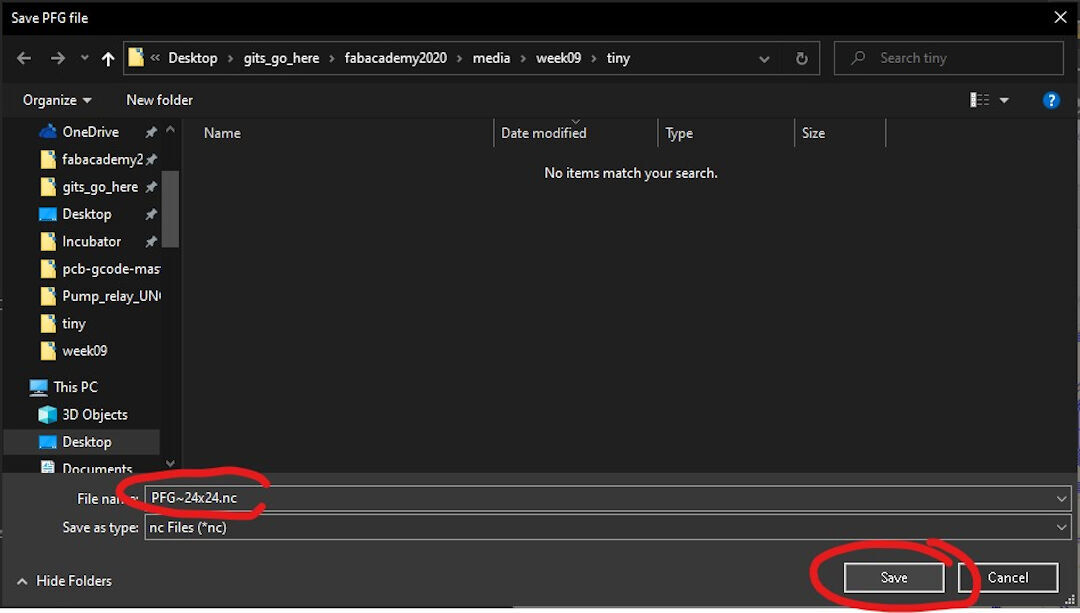 Save PFG file
« Desktop › gits_go_here › fabacademy2020 › media › week09 › tiny
Search tiny
Organize
New folder
?
Name
Date modified
Type
Size
No items match your search.
OneDrive
fabacademy2
gits_go_here
Desktop
Incubator
pcb-gcode-mas
Pump_relay_UN
tiny
week09
This PC
3D Objects
Desktop
Documents
File name:
PFG~24x24.nc
Save as type:
nc Files (*nc)
Hide Folders
Save
Cancel